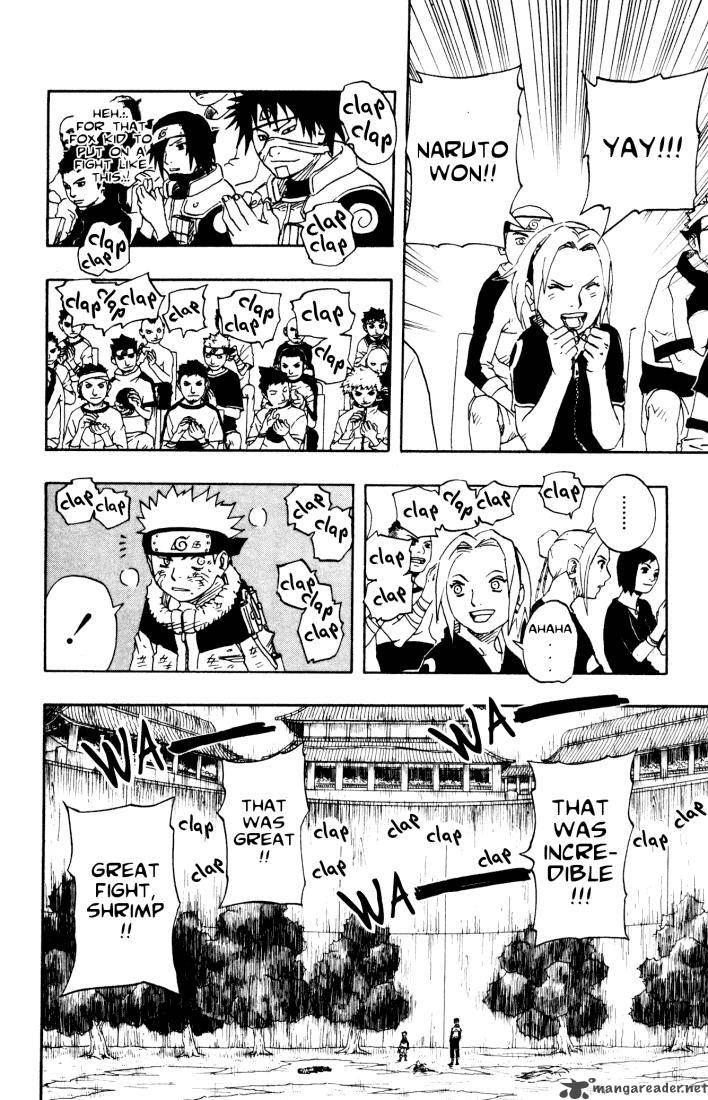 YAY!!!
NARUTO
WON!!
clap
clap
HEH...
FOR THAT
FOX KID TO
PUT ON A
FIGHT LIKE
THIS...!
clap
clap
clap
clap
clap
clap
clap
clap
clap
clap
clap
clap
clap
......
clap
clap
clap
clap
clap
clap
AHAHA
...
clap
clap
clap
clap
clap
clap
clap
!
WA—
WA—
THAT
WAS
INCRE-
DIBLE
!!!
THAT
WAS
GREAT
!!
GREAT
FIGHT,
SHRIMP
!!
clap
clap
clap
clap
clap
clap
clap
clap
clap
clap
WA—
mangareader.net